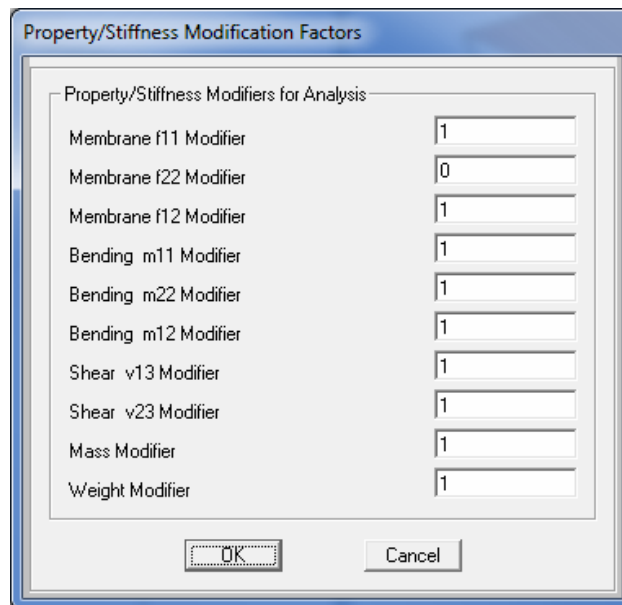 Property/Stiffness Modification Factors
Property/Stiffness Modifiers for Analysis
Membrane f11 Modifier 1
Membrane f22 Modifier 0
Membrane f12 Modifier 1
Bending m11 Modifier 1
Bending m22 Modifier 1
Bending m12 Modifier 1
Shear v13 Modifier 1
Shear v23 Modifier 1
Mass Modifier 1
Weight Modifier 1
OK Cancel